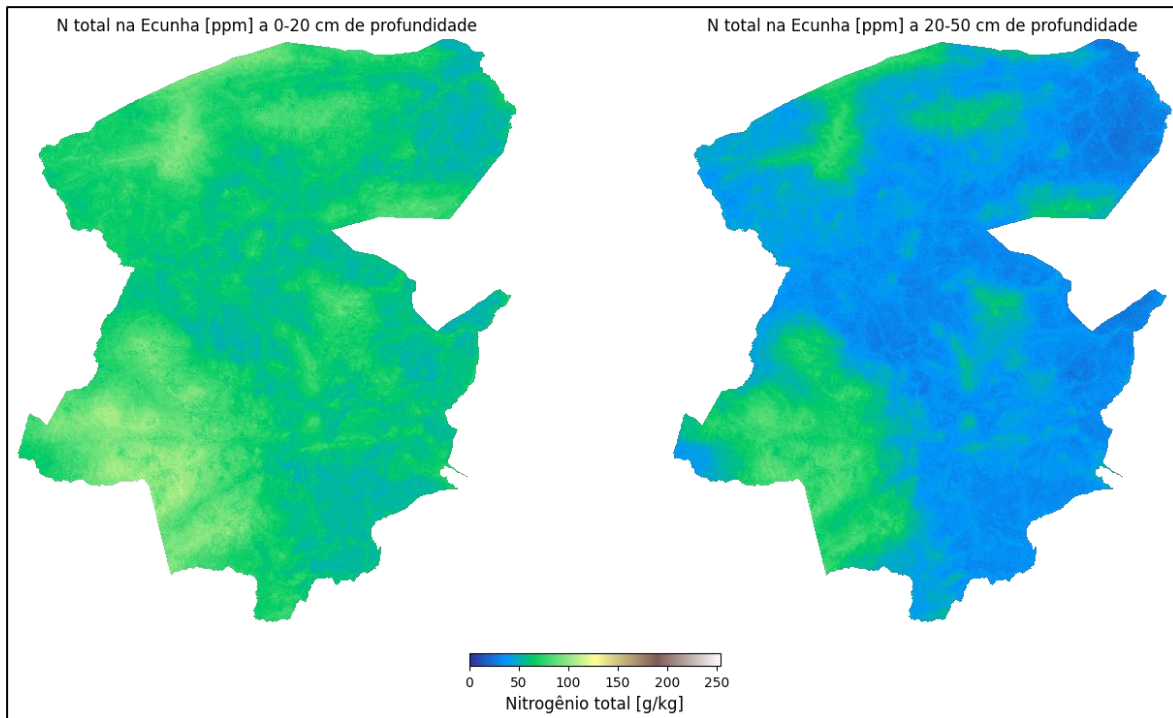 N total na Ecunha [ppm] a 0-20 cm de profundidade
N total na Ecunha [ppm] a 20-50 cm de profundidade
0 50 100 150 200 250
Nitrogênio total [g/kg]